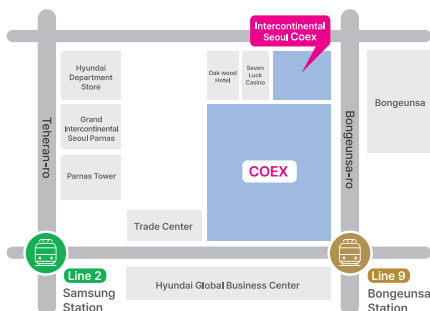 Intercontinental
Seoul Coex
Hyundai
Department
Store
Oak wood
Hotel
Seven
Luck
Casino
Bongeunsa
Grand
Intercontinental
Seoul Parnas
Teheran-ro
Bongeunsa-ro
Parnas Tower
COEX
Trade Center
Line 2
Samsung
Station
Hyundai Global Business Center
Line 9
Bongeunsa
Station